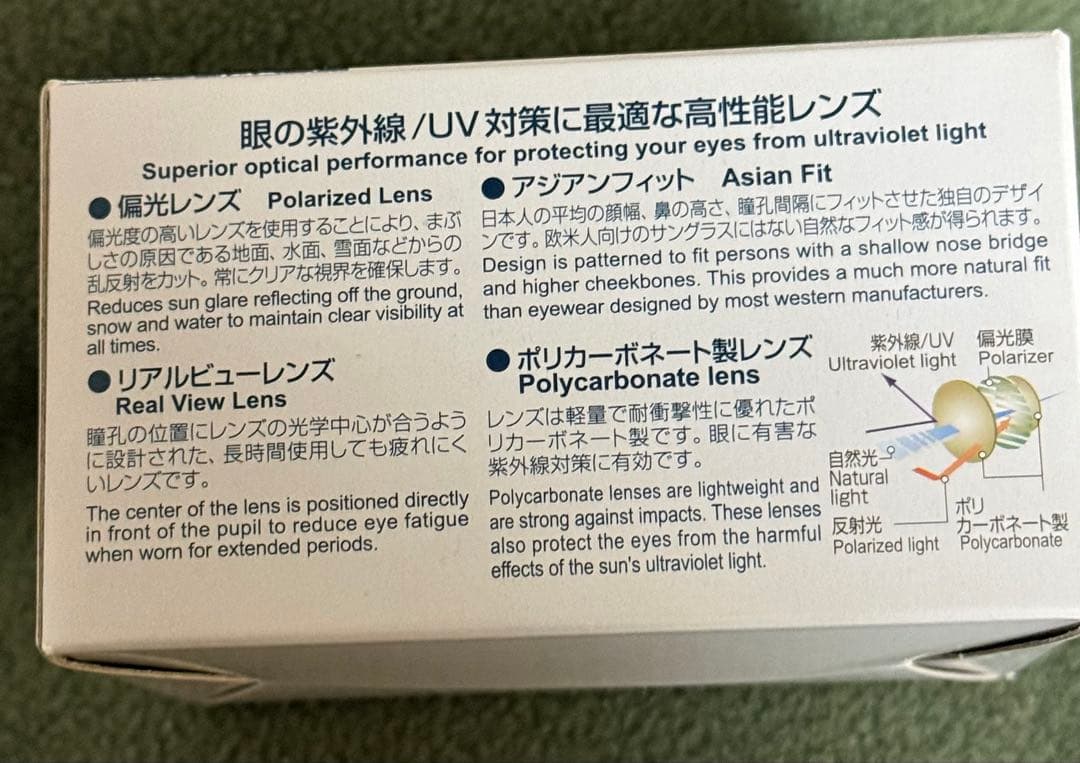 眼の紫外線/UV対策に最適な高性能レンズ
Superior optical performance for protecting your eyes from ultraviolet light
● 偏光レンズ Polarized Lens
偏光度の高いレンズを使用することにより、まぶ
しさの原因である地面、水面、雪面などからの
乱反射をカット。常にクリアな視界を確保します。
Reduces sun glare reflecting off the ground,
snow and water to maintain clear visibility at
all times.
● アジアンフィット Asian Fit
日本人の平均の顔幅、鼻の高さ、瞳孔間隔にフィットさせた独自のデザイ
ンです。欧米人向けのサングラスにはない自然なフィット感が得られます。
Design is patterned to fit persons with a shallow nose bridge
and higher cheekbones. This provides a much more natural fit
than eyewear designed by most western manufacturers.
● リアルビューレンズ
Real View Lens
瞳孔の位置にレンズの光学中心が合うよう
に設計された、長時間使用しても疲れにく
いレンズです。
The center of the lens is positioned directly
in front of the pupil to reduce eye fatigue
when worn for extended periods.
● ポリカーボネート製レンズ
Polycarbonate lens
レンズは軽量で耐衝撃性に優れたポ
リカーボネート製です。眼に有害な
紫外線対策に有効です。
Polycarbonate lenses are lightweight and
are strong against impacts. These lenses
also protect the eyes from the harmful
effects of the sun's ultraviolet light.
紫外線/UV
Ultraviolet light
偏光膜
Polarizer
自然光
Natural
light
反射光
Polarized light
ポリ
カーボネート製
Polycarbonate